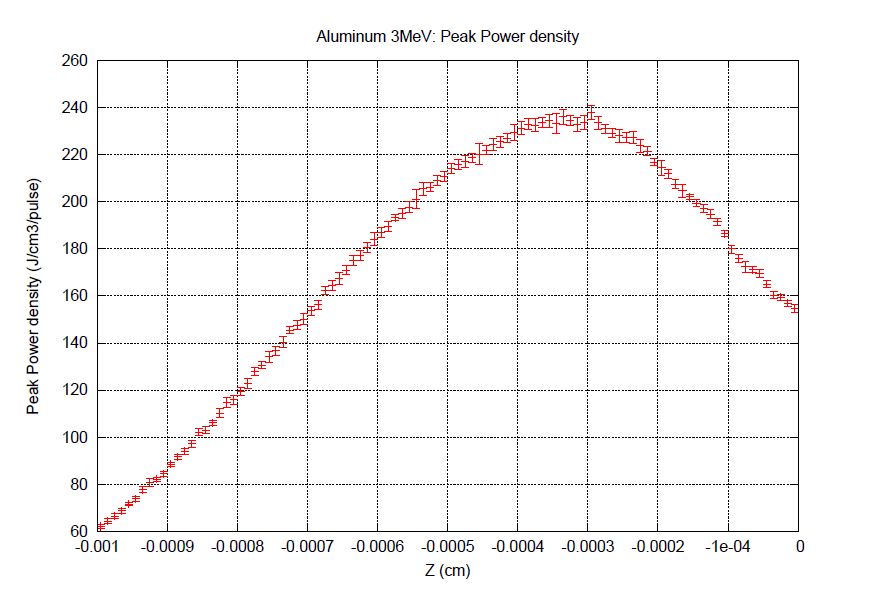 Aluminum 3MeV: Peak Power density
260
240
220
200
180
160
140
120
100
80
60
Peak Power density (J/cm3/pulse)
-0.001 -0.0009 -0.0008 -0.0007 -0.0006 -0.0005 -0.0004 -0.0003 -0.0002 -1e-04 0
Z (cm)